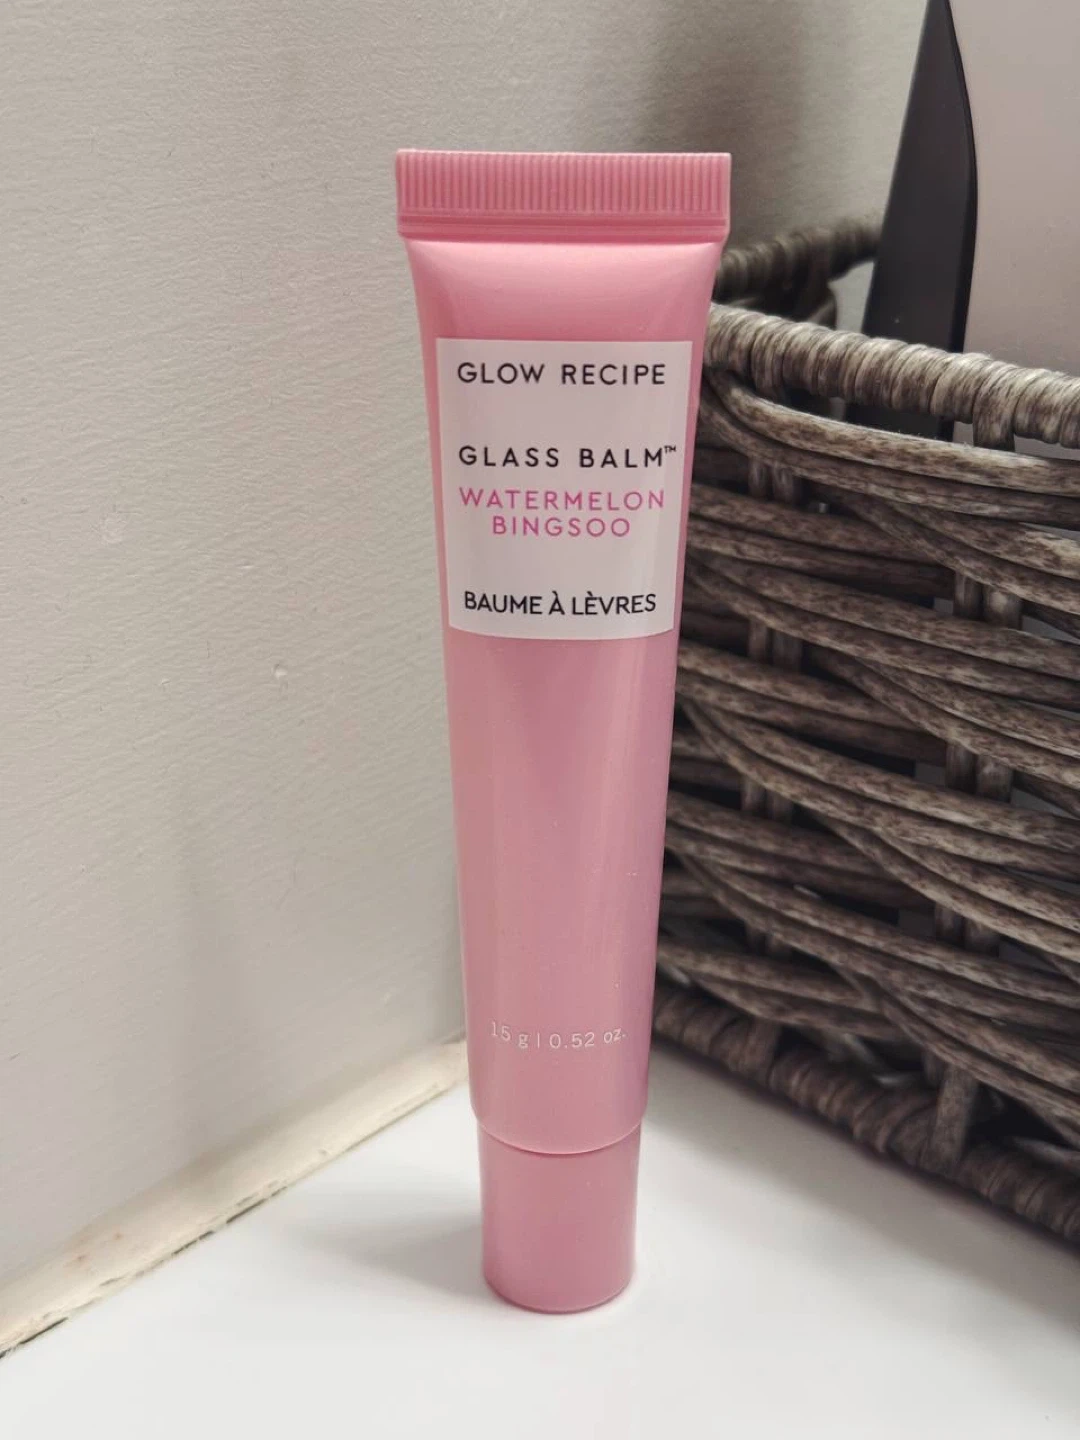 GLOW RECIPE
GLASS BALM™
WATERMELON
BINGSOO
BAUME À LÈVRES
15 g | 0.52 oz.